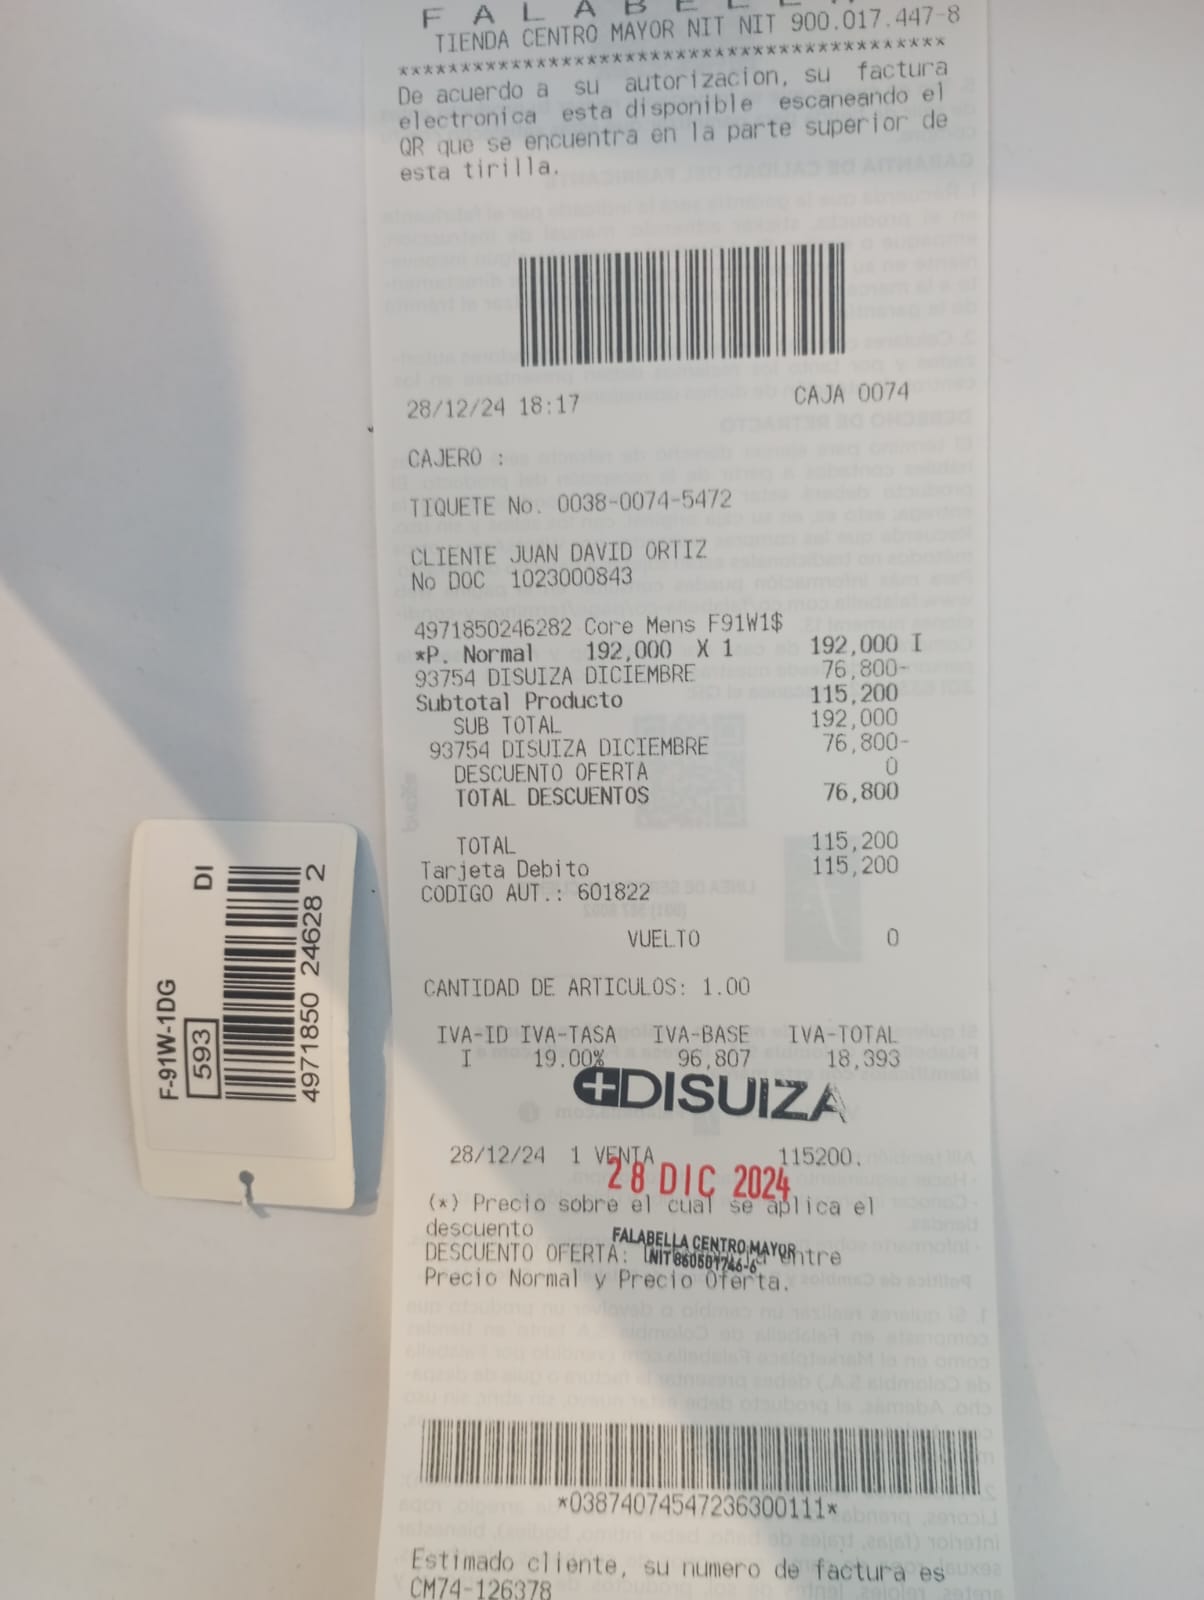 FALABELLA
TIENDA CENTRO MAYOR NIT NIT 900.017.447-8
********************************************
De acuerdo a su autorizacion, su factura
electronica esta disponible escaneando el
QR que se encuentra en la parte superior de
esta tirilla.
28/12/24 18:17 CAJA 0074
CAJERO :
TIQUETE No. 0038-0074-5472
CLIENTE JUAN DAVID ORTIZ
No DOC 1023000843
4971850246282 Core Mens F91W1$
*P. Normal 192,000 X 1 192,000 I
93754 DISUIZA DICIEMBRE 76,800-
Subtotal Producto 115,200
SUB TOTAL 192,000
93754 DISUIZA DICIEMBRE 76,800-
DESCUENTO OFERTA 0
TOTAL DESCUENTOS 76,800
TOTAL 115,200
Tarjeta Debito 115,200
CODIGO AUT.: 601822
VUELTO 0
CANTIDAD DE ARTICULOS: 1.00
IVA-ID IVA-TASA IVA-BASE IVA-TOTAL
I 19.00% 96,807 18,393
DISUIZA
28/12/24 1 VENTA 115200.
28 DIC 2024
(*) Precio sobre el cual se aplica el
descuento
FALABELLA CENTRO MAYOR
NIT 860501746-6
DESCUENTO OFERTA: entre
Precio Normal y Precio Oferta.
*03874074547236300111*
Estimado cliente, su numero de factura es
CM74-126378
F-91W-1DG
593
DI
4971850 24628 2